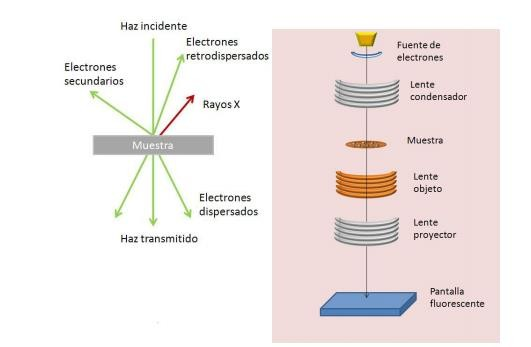 Haz incidente
Electrones
retrodispersados
Electrones
secundarios
Rayos X
Muestra
Electrones
dispersados
Haz transmitido
Fuente de
electrones
Lente
condensador
Muestra
Lente
objeto
Lente
proyector
Pantalla
fluorescente